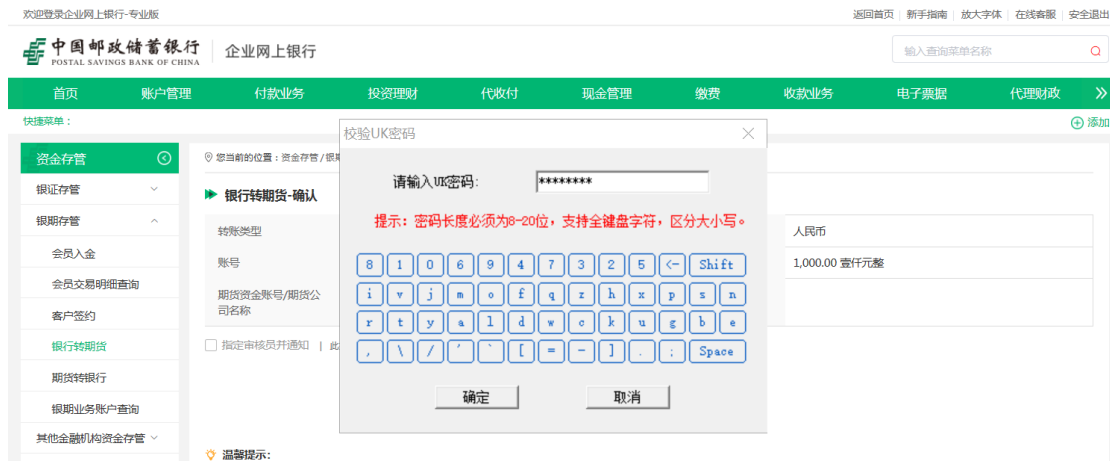 欢迎登录企业网上银行-专业版 返回首页 新手指南 放大字体 在线客服 安全退出
中国邮政储蓄银行 企业网上银行 输入查询菜单名称
POSTAL SAVINGS BANK OF CHINA
首页 账户管理 付款业务 投资理财 代收付 现金管理 缴费 收款业务 电子票据 代理财政 》
快捷菜单： 添加
资金存管
银证存管
银期存管
会员入金
会员交易明细查询
客户签约
银行转期货
期货转银行
银期业务账户查询
其他金融机构资金存管
您当前的位置：资金存管/银期
银行转期货-确认
转账类型 人民币
账号 1,000.00 壹仟元整
期货资金账号/期货公
司名称
指定审核员并通知 | 此
温馨提示：
校验UK密码
请输入UK密码： ********
提示：密码长度必须为8-20位，支持全键盘字符，区分大小写。
8 1 0 6 9 4 7 3 2 5 <- Shift
i v j m o f q z h x p s n
r t y a l d w c k u g b e
, \ / ' ` [ = - ] . ; Space
确定 取消